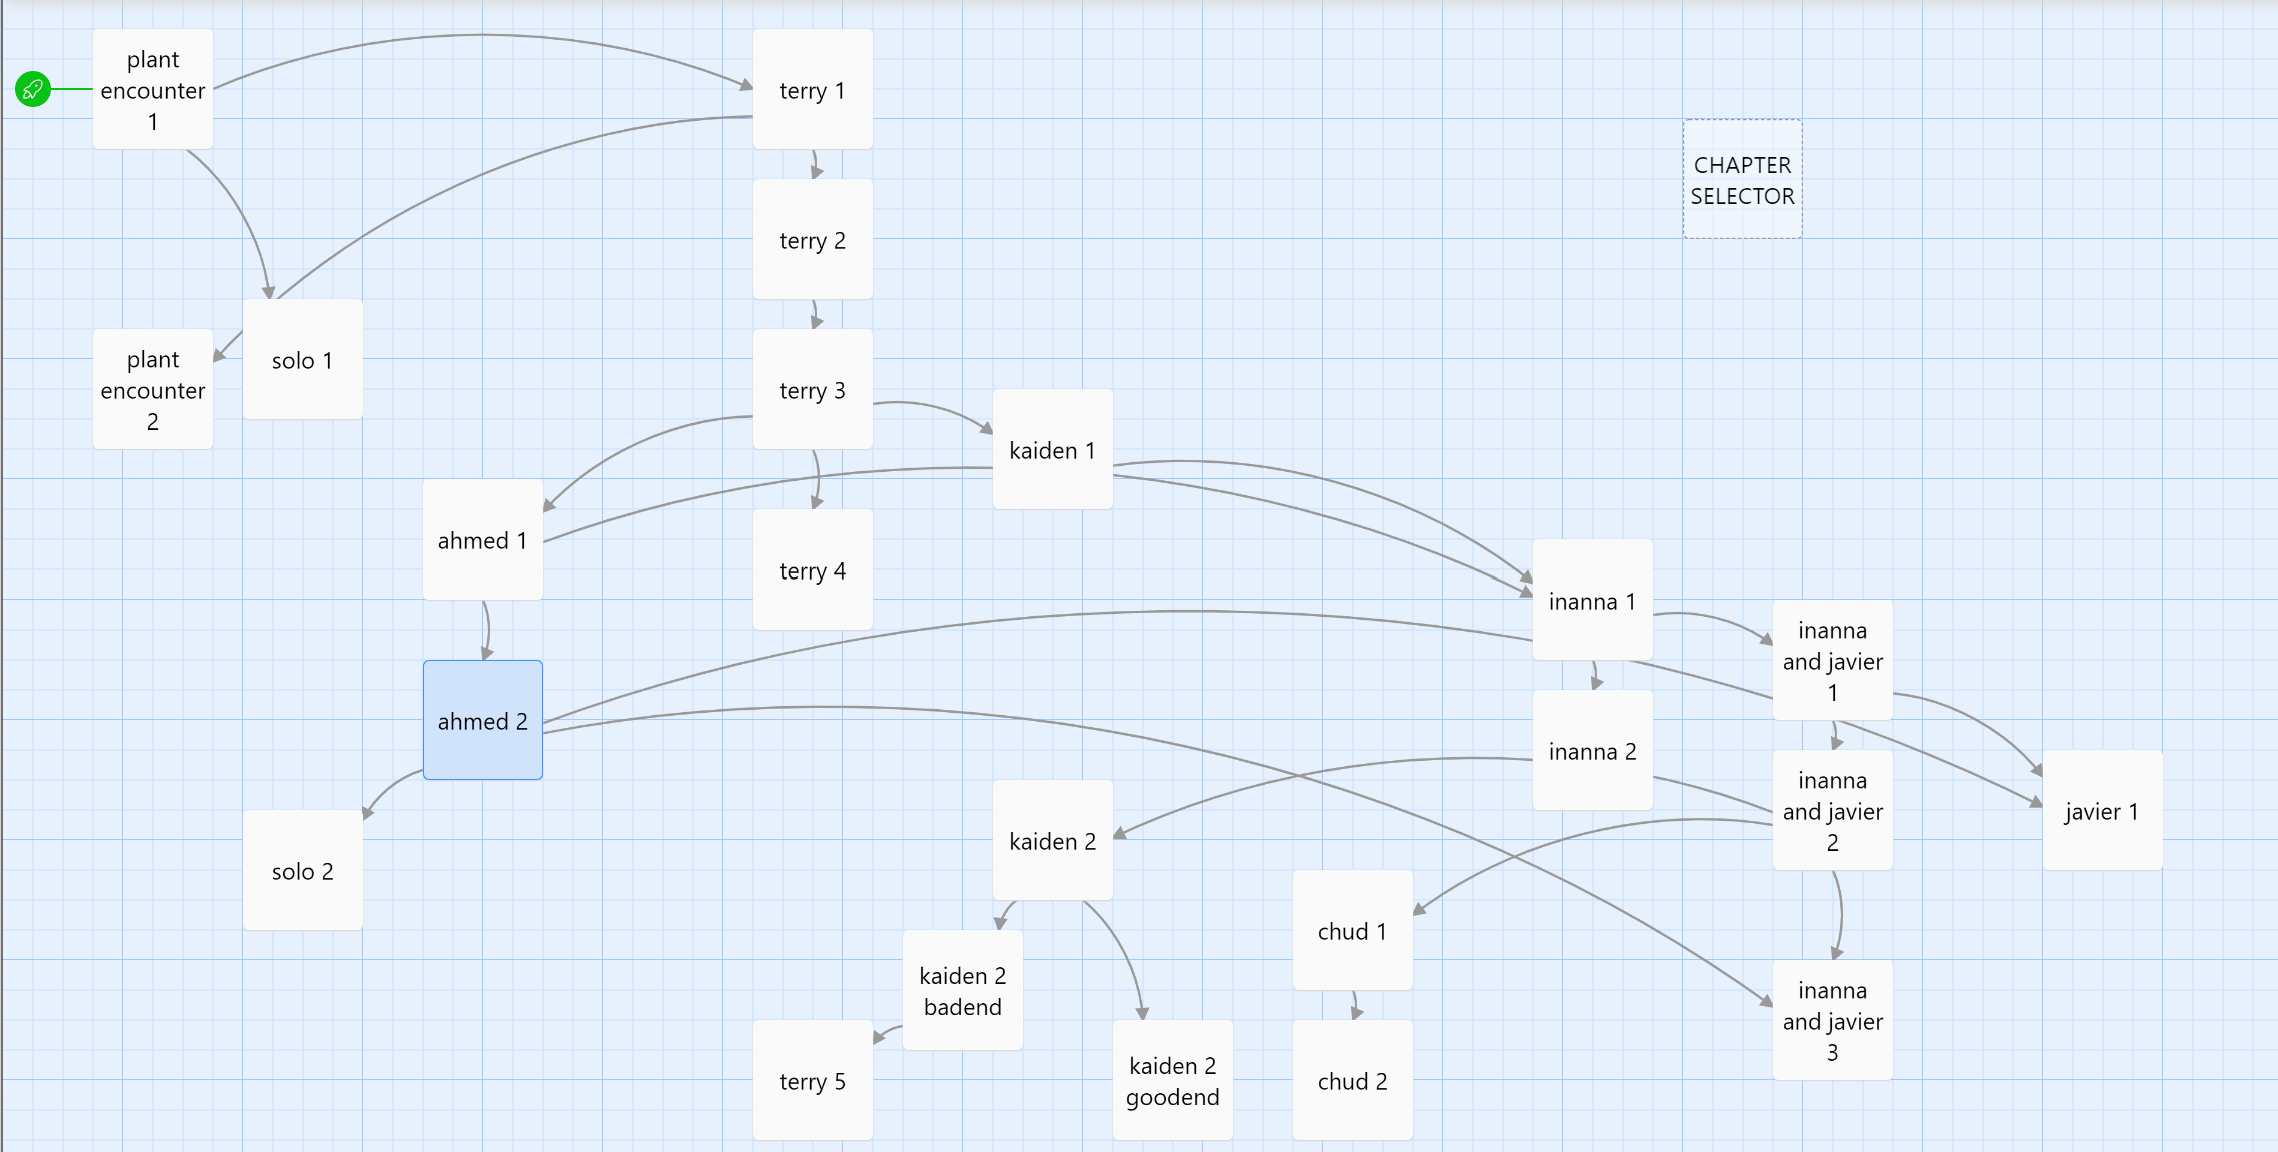 plant
encounter
1
terry 1
CHAPTER
SELECTOR
terry 2
solo 1
plant
encounter
2
terry 3
kaiden 1
ahmed 1
terry 4
inanna 1
inanna
and javier
1
ahmed 2
inanna 2
inanna
and javier
2
javier 1
kaiden 2
solo 2
chud 1
kaiden 2
badend
inanna
and javier
3
terry 5
kaiden 2
goodend
chud 2